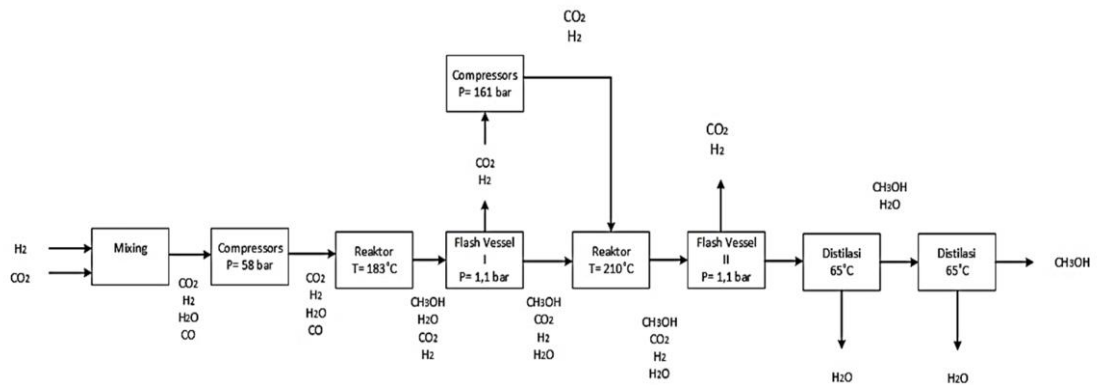 CO2
H2
Compressors
P= 161 bar
CO2
H2
CO2
H2
CH3OH
H2O
H2
CO2
Mixing
Compressors
P= 58 bar
Reaktor
T= 183°C
Flash Vessel
I
P= 1,1 bar
Reaktor
T= 210°C
Flash Vessel
II
P= 1,1 bar
Distilasi
65°C
Distilasi
65°C
CH3OH
CO2
H2
H2O
CO
CO2
H2
H2O
CO
CH3OH
H2O
CO2
H2
CH3OH
CO2
H2
H2O
CH3OH
CO2
H2
H2O
H2O
H2O